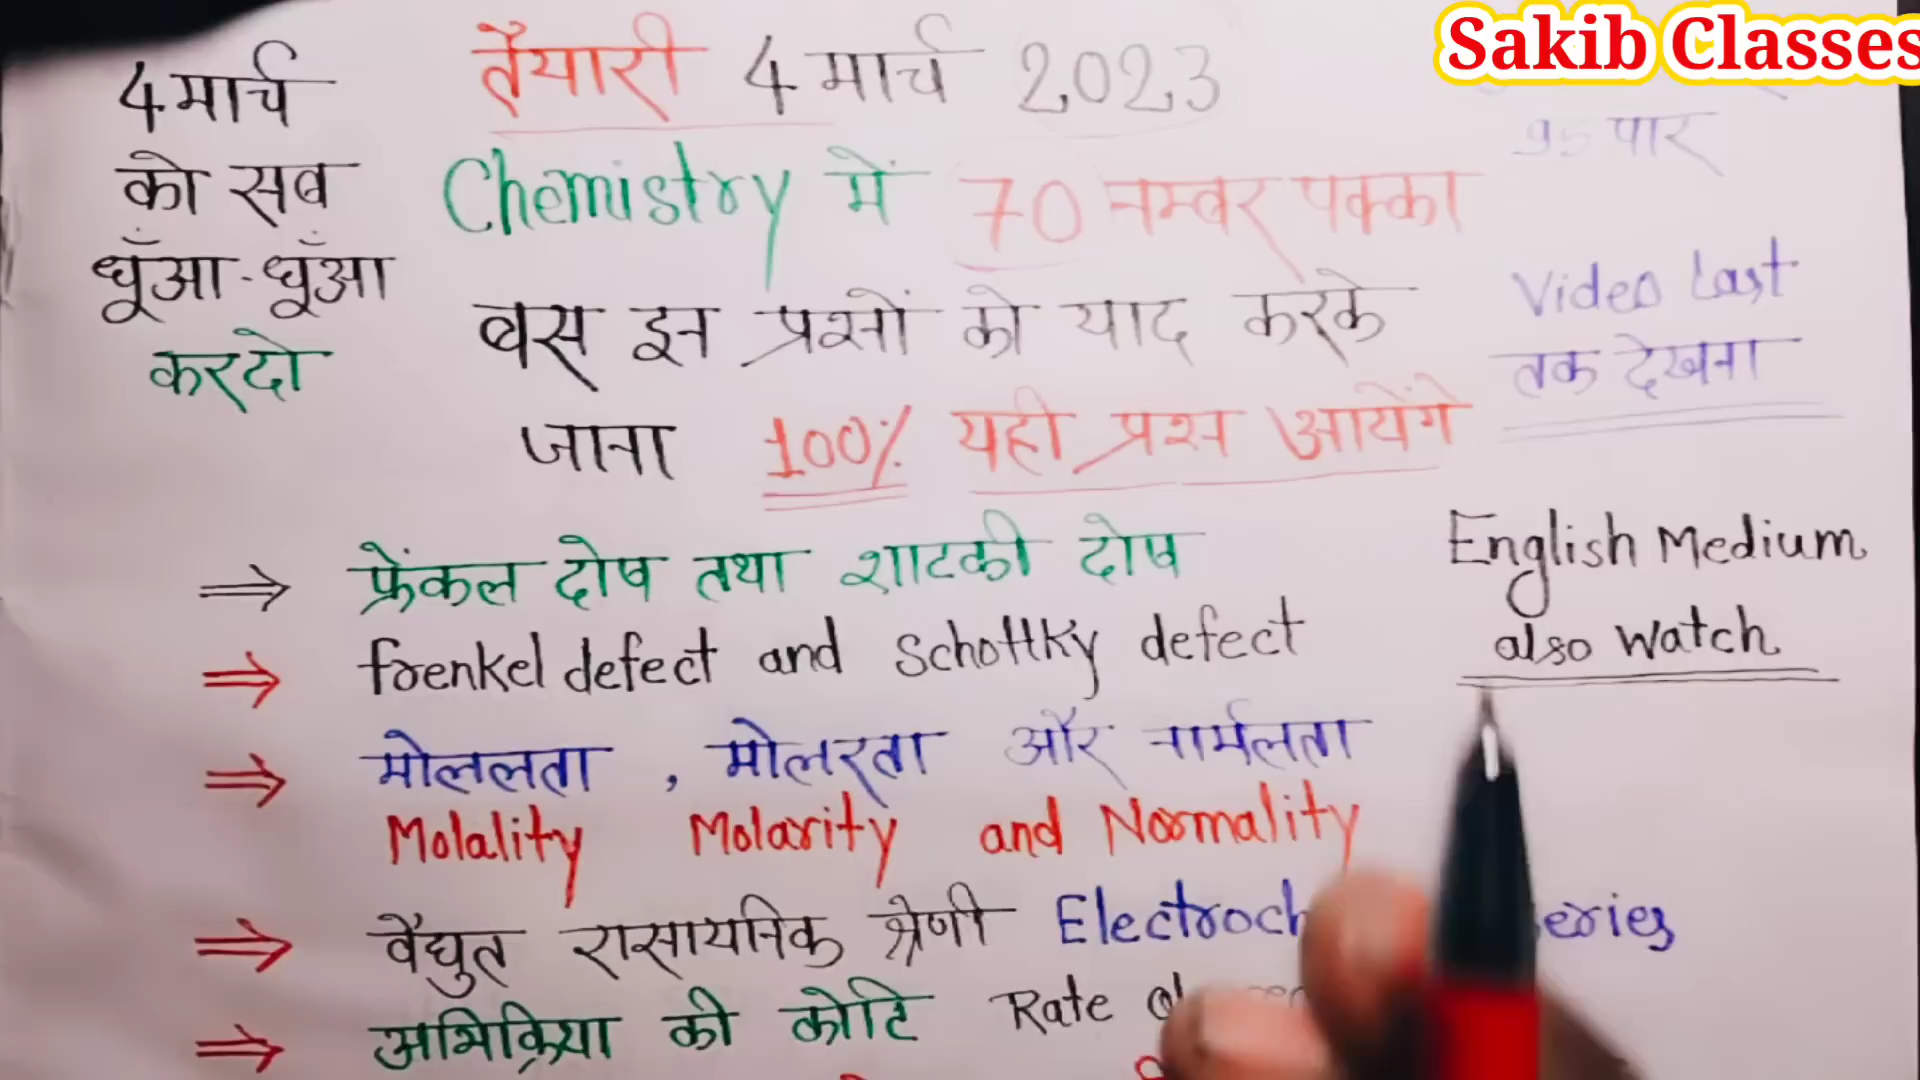 Sakib Classes
4 मार्च
को सब
धूँआ-धूँआ
करदो
तैयारी 4 मार्च 2023
Chemistry में 70 नम्बर पक्का
बस इन प्रश्नों को याद करके
जाना 100% यही प्रश्न आयेंगे
95 पार
Video Last
तक देखना
English Medium
also Watch
⇒ फ्रेंकल दोष तथा शाटकी दोष
⇒ frenkel defect and Schottky defect
⇒ मोललता , मोलरता और नार्मलता
Molality Molarity and Normality
⇒ वैधुत रासायनिक श्रेणी Electroch eries
⇒ अभिक्रिया की कोटि Rate